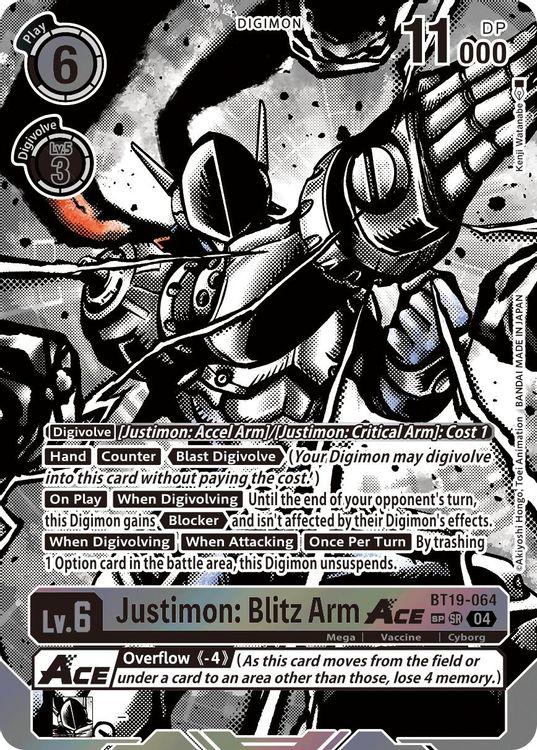 Play
6
DIGIMON
11000
DP
Digivolve
Lv.5
3
Kenji Watanabe
©Akiyoshi Hongo, Toei Animation BANDAI MADE IN JAPAN
Digivolve [Justimon: Accel Arm]/[Justimon: Critical Arm]: Cost 1
Hand Counter Blast Digivolve (Your Digimon may digivolve
into this card without paying the cost.)
On Play When Digivolving Until the end of your opponent's turn,
this Digimon gains Blocker and isn't affected by their Digimon's effects.
When Digivolving When Attacking Once Per Turn By trashing
1 Option card in the battle area, this Digimon unsuspends.
Lv.6 Justimon: Blitz Arm ACE BT19-064
SP SR 04
Mega | Vaccine | Cyborg
ACE Overflow《-4》(As this card moves from the field or
under a card to an area other than those, lose 4 memory.)